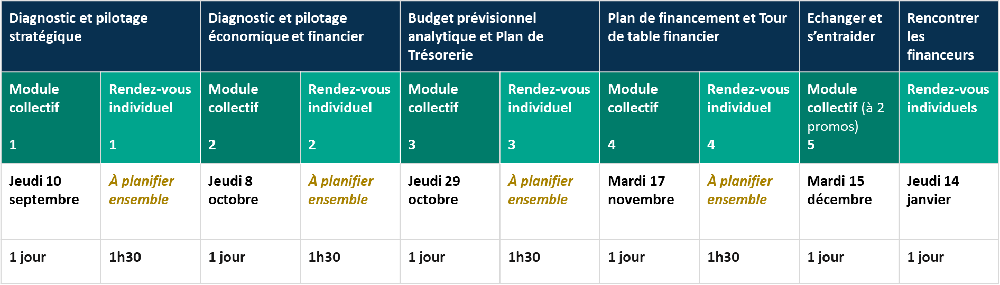 Diagnostic et pilotage
stratégique
Diagnostic et pilotage
économique et financier
Budget prévisionnel
analytique et Plan de
Trésorerie
Plan de financement et Tour
de table financier
Echanger et
s’entraider
Rencontrer
les
financeurs
Module
collectif
1
Rendez-vous
individuel
1
Module
collectif
2
Rendez-vous
individuel
2
Module
collectif
3
Rendez-vous
individuel
3
Module
collectif
4
Rendez-vous
individuel
4
Module
collectif (à 2
promos)
5
Rendez-vous
individuels
Jeudi 10
septembre
À planifier
ensemble
Jeudi 8
octobre
À planifier
ensemble
Jeudi 29
octobre
À planifier
ensemble
Mardi 17
novembre
À planifier
ensemble
Mardi 15
décembre
Jeudi 14
janvier
1 jour
1h30
1 jour
1h30
1 jour
1h30
1 jour
1h30
1 jour
1 jour